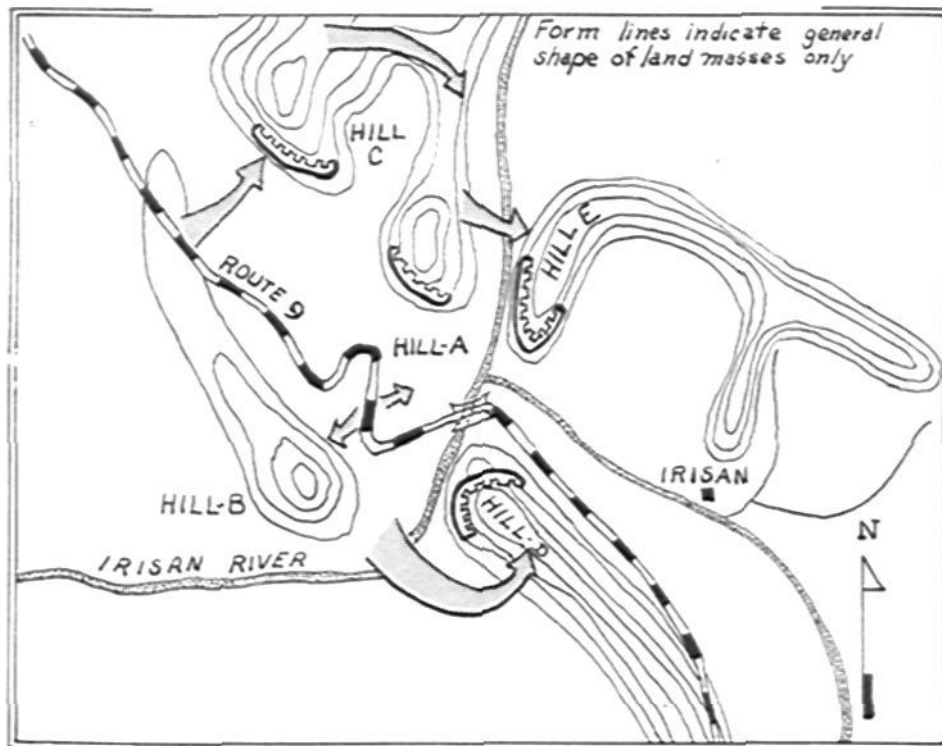 Form lines indicate general
shape of land masses only
HILL
C
HILL E
ROUTE 9
HILL-A
HILL-B
HILL-D
IRISAN
IRISAN RIVER
N